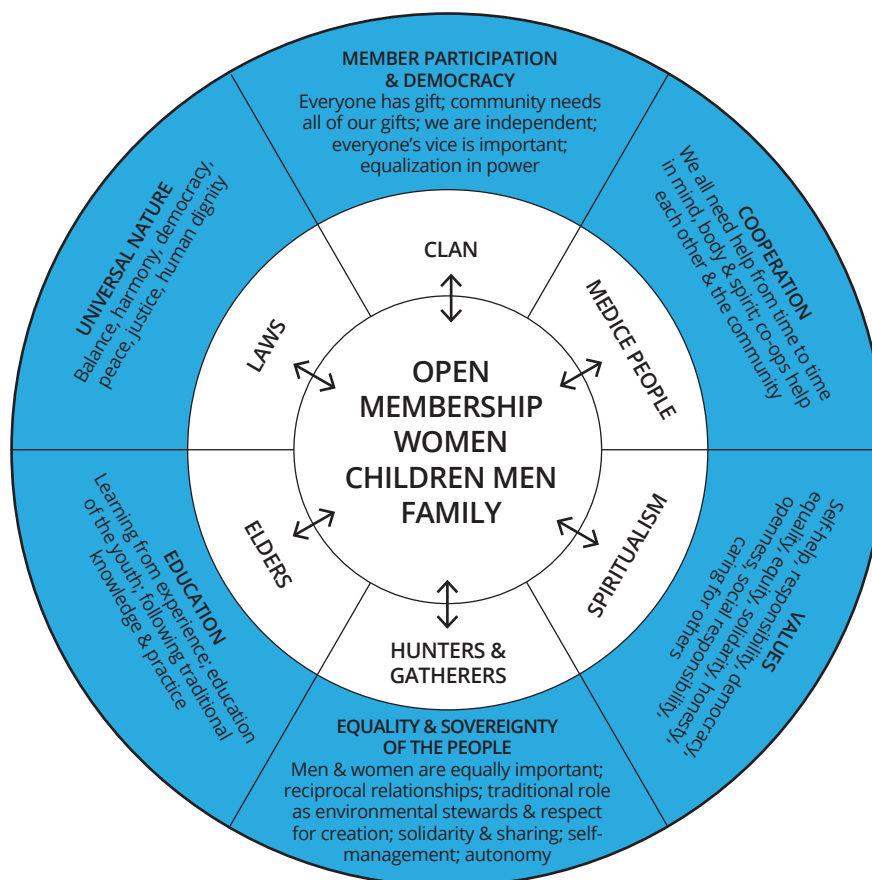 MEMBER PARTICIPATION
& DEMOCRACY
Everyone has gift; community needs
all of our gifts; we are independent;
everyone's vice is important;
equalization in power
COOPERATION
We all need help from time to time
in mind, body & spirit; co-ops help
each other & the community
VALUES
Self-help, responsibility, democracy,
equality, equity, solidarity, honesty,
openness, social responsibility,
caring for others
EQUALITY & SOVEREIGNTY
OF THE PEOPLE
Men & women are equally important;
reciprocal relationships; traditional role
as environmental stewards & respect
for creation; solidarity & sharing; self-
management; autonomy
EDUCATION
Learning from experience; education
of the youth; following traditional
knowledge & practice
UNIVERSAL NATURE
Balance, harmony, democracy,
peace, justice, human dignity
CLAN
MEDICE PEOPLE
SPIRITUALISM
HUNTERS &
GATHERERS
ELDERS
LAWS
OPEN
MEMBERSHIP
WOMEN
CHILDREN MEN
FAMILY